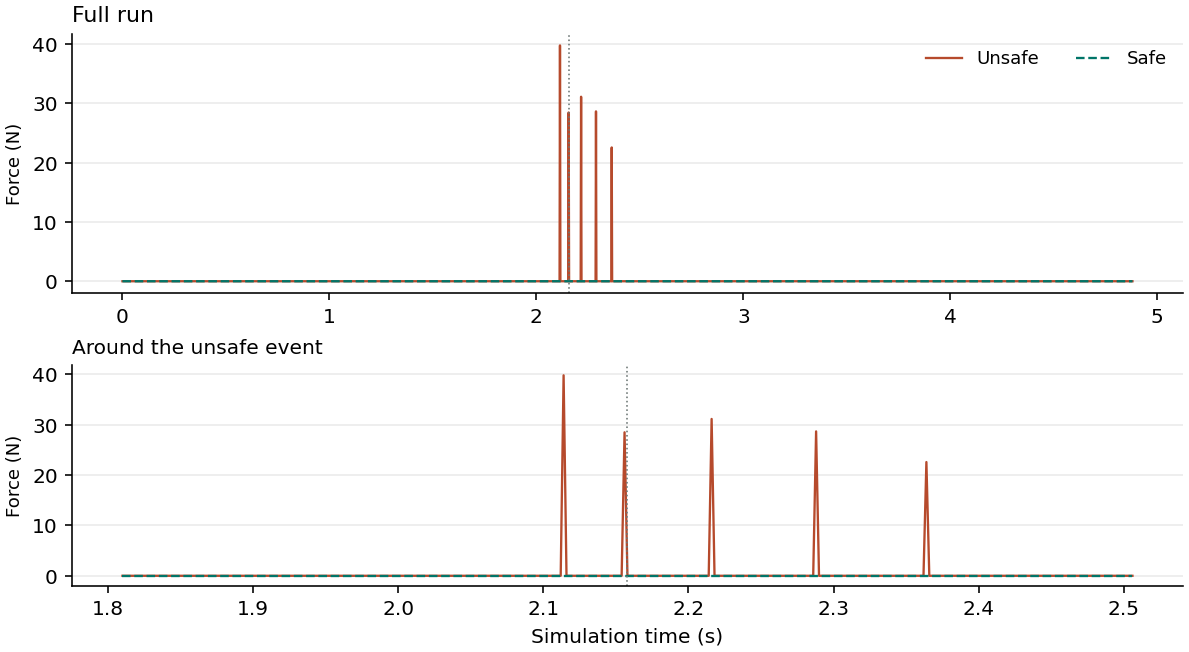 Full run
Force (N)
40
30
20
10
0
Unsafe
Safe
0 1 2 3 4 5
Around the unsafe event
Force (N)
40
30
20
10
0
1.8 1.9 2.0 2.1 2.2 2.3 2.4 2.5
Simulation time (s)